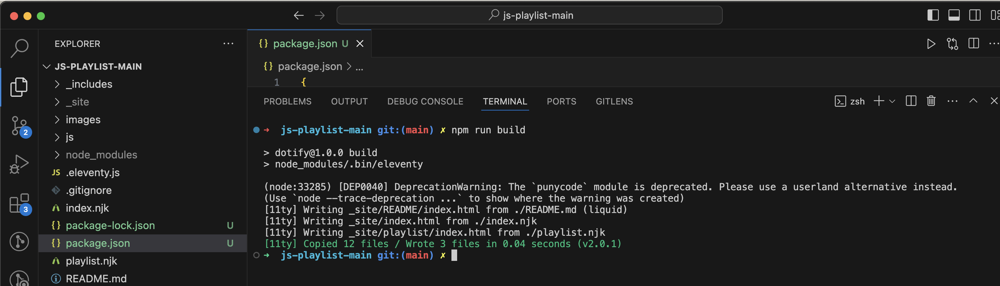 js-playlist-main
EXPLORER
JS-PLAYLIST-MAIN
_includes
_site
images
js
node_modules
JS .eleventy.js
.gitignore
index.njk
{} package-lock.json U
{} package.json U
playlist.njk
README.md
2
3
{} package.json U
{} package.json > ...
1 {
PROBLEMS OUTPUT DEBUG CONSOLE TERMINAL PORTS GITLENS
zsh
➜ js-playlist-main git:(main) ✗ npm run build
> dotify@1.0.0 build
> node_modules/.bin/eleventy
(node:33285) [DEP0040] DeprecationWarning: The `punycode` module is deprecated. Please use a userland alternative instead.
(Use `node --trace-deprecation ...` to show where the warning was created)
[11ty] Writing _site/README/index.html from ./README.md (liquid)
[11ty] Writing _site/index.html from ./index.njk
[11ty] Writing _site/playlist/index.html from ./playlist.njk
[11ty] Copied 12 files / Wrote 3 files in 0.04 seconds (v2.0.1)
➜ js-playlist-main git:(main) ✗